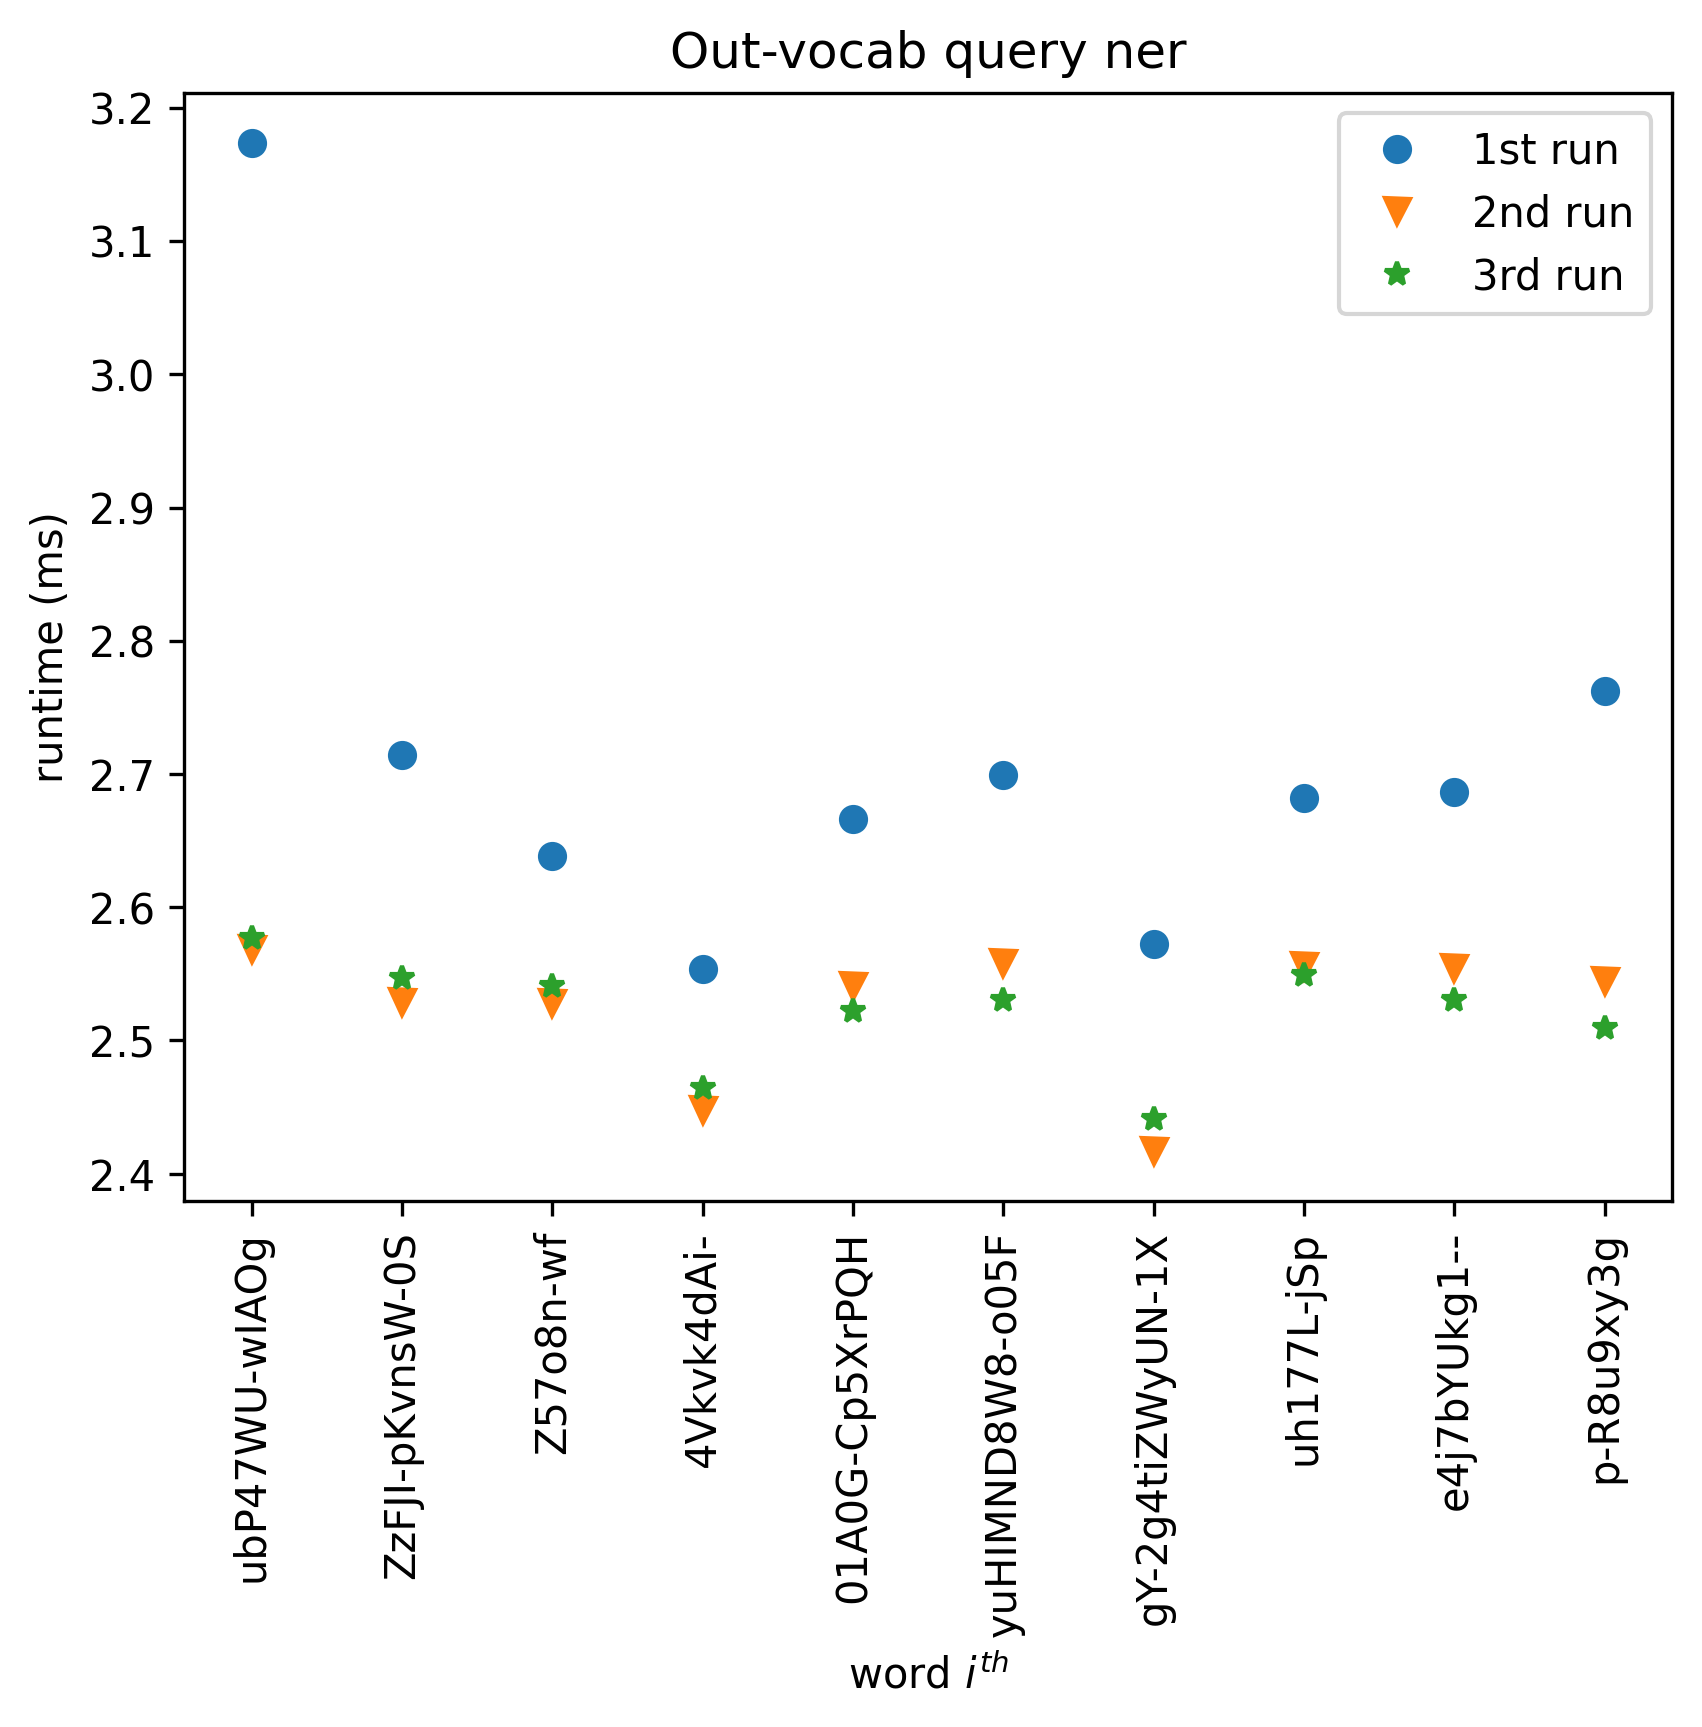 Out-vocab query ner
3.2
3.1
3.0
2.9
2.8
2.7
2.6
2.5
2.4
runtime (ms)
1st run
2nd run
3rd run
ubP47WU-wIAOg
ZzFJI-pKvnsW-0S
Z57o8n-wf
4Vkvk4dAi-
01A0G-Cp5XrPQH
yuHIMND8W8-o05F
gY-2g4tiZWyUN-1X
uh177L-jSp
e4j7bYUkg1--
p-R8u9xy3g
word i^th